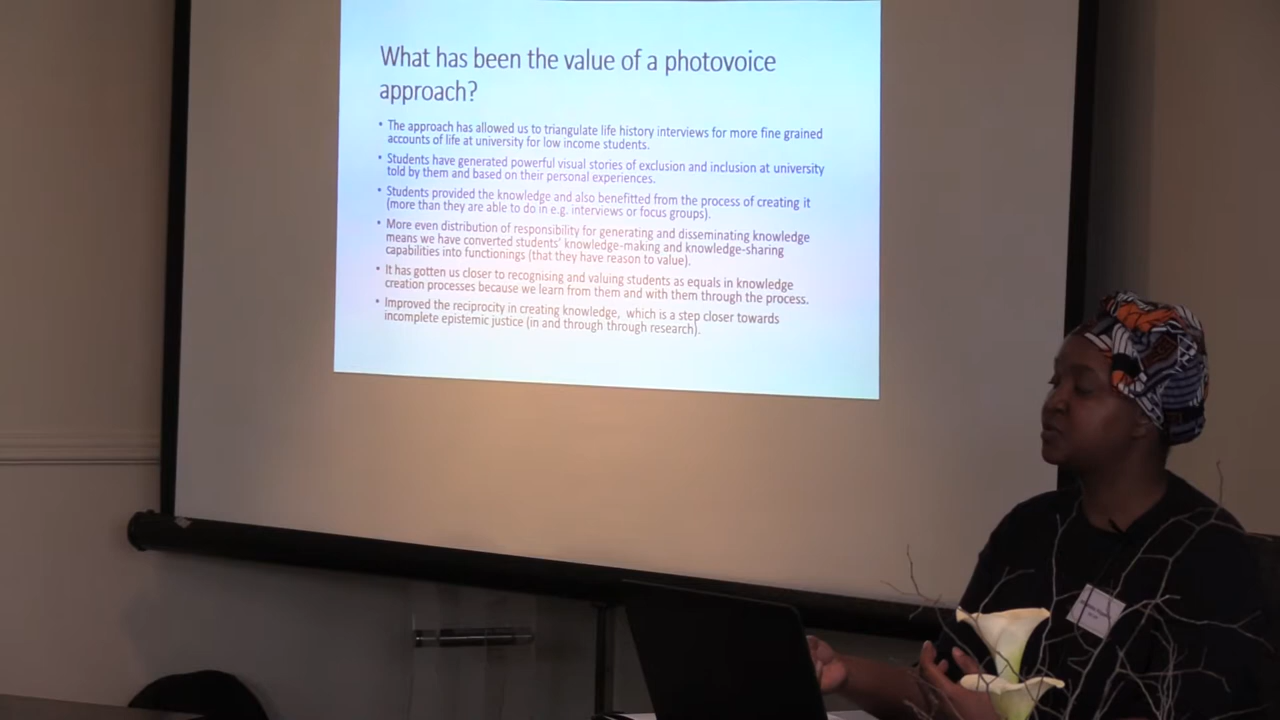 What has been the value of a photovoice
approach?
• The approach has allowed us to triangulate life history interviews for more fine grained
accounts of life at university for low income students.
• Students have generated powerful visual stories of exclusion and inclusion at university
told by them and based on their personal experiences.
• Students provided the knowledge and also benefitted from the process of creating it
(more than they are able to do in e.g. interviews or focus groups).
• More even distribution of responsibility for generating and disseminating knowledge
means we have converted students' knowledge-making and knowledge-sharing
capabilities into functionings (that they have reason to value).
• It has gotten us closer to recognising and valuing students as equals in knowledge
creation processes because we learn from them and with them through the process.
• Improved the reciprocity in creating knowledge, which is a step closer towards
incomplete epistemic justice (in and through through research).